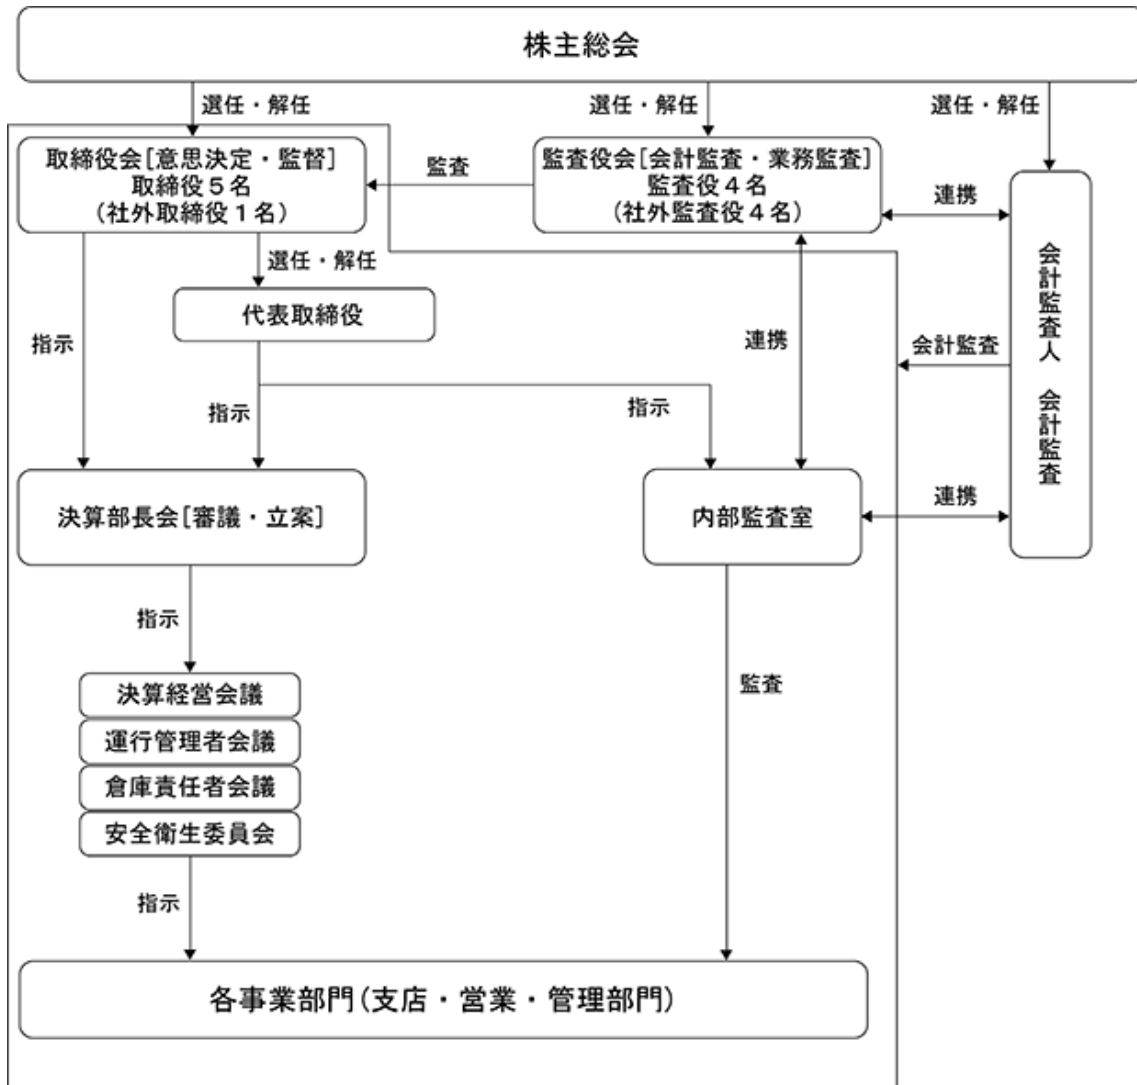 株主総会
選任・解任
選任・解任
選任・解任
取締役会[意思決定・監督]
取締役５名
（社外取締役１名）
監査
監査役会[会計監査・業務監査]
監査役４名
（社外監査役４名）
連携
選任・解任
代表取締役
指示
連携
会計監査
会計監査人　会計監査
指示
指示
決算部長会[審議・立案]
内部監査室
連携
指示
決算経営会議
運行管理者会議
倉庫責任者会議
安全衛生委員会
監査
指示
各事業部門（支店・営業・管理部門）